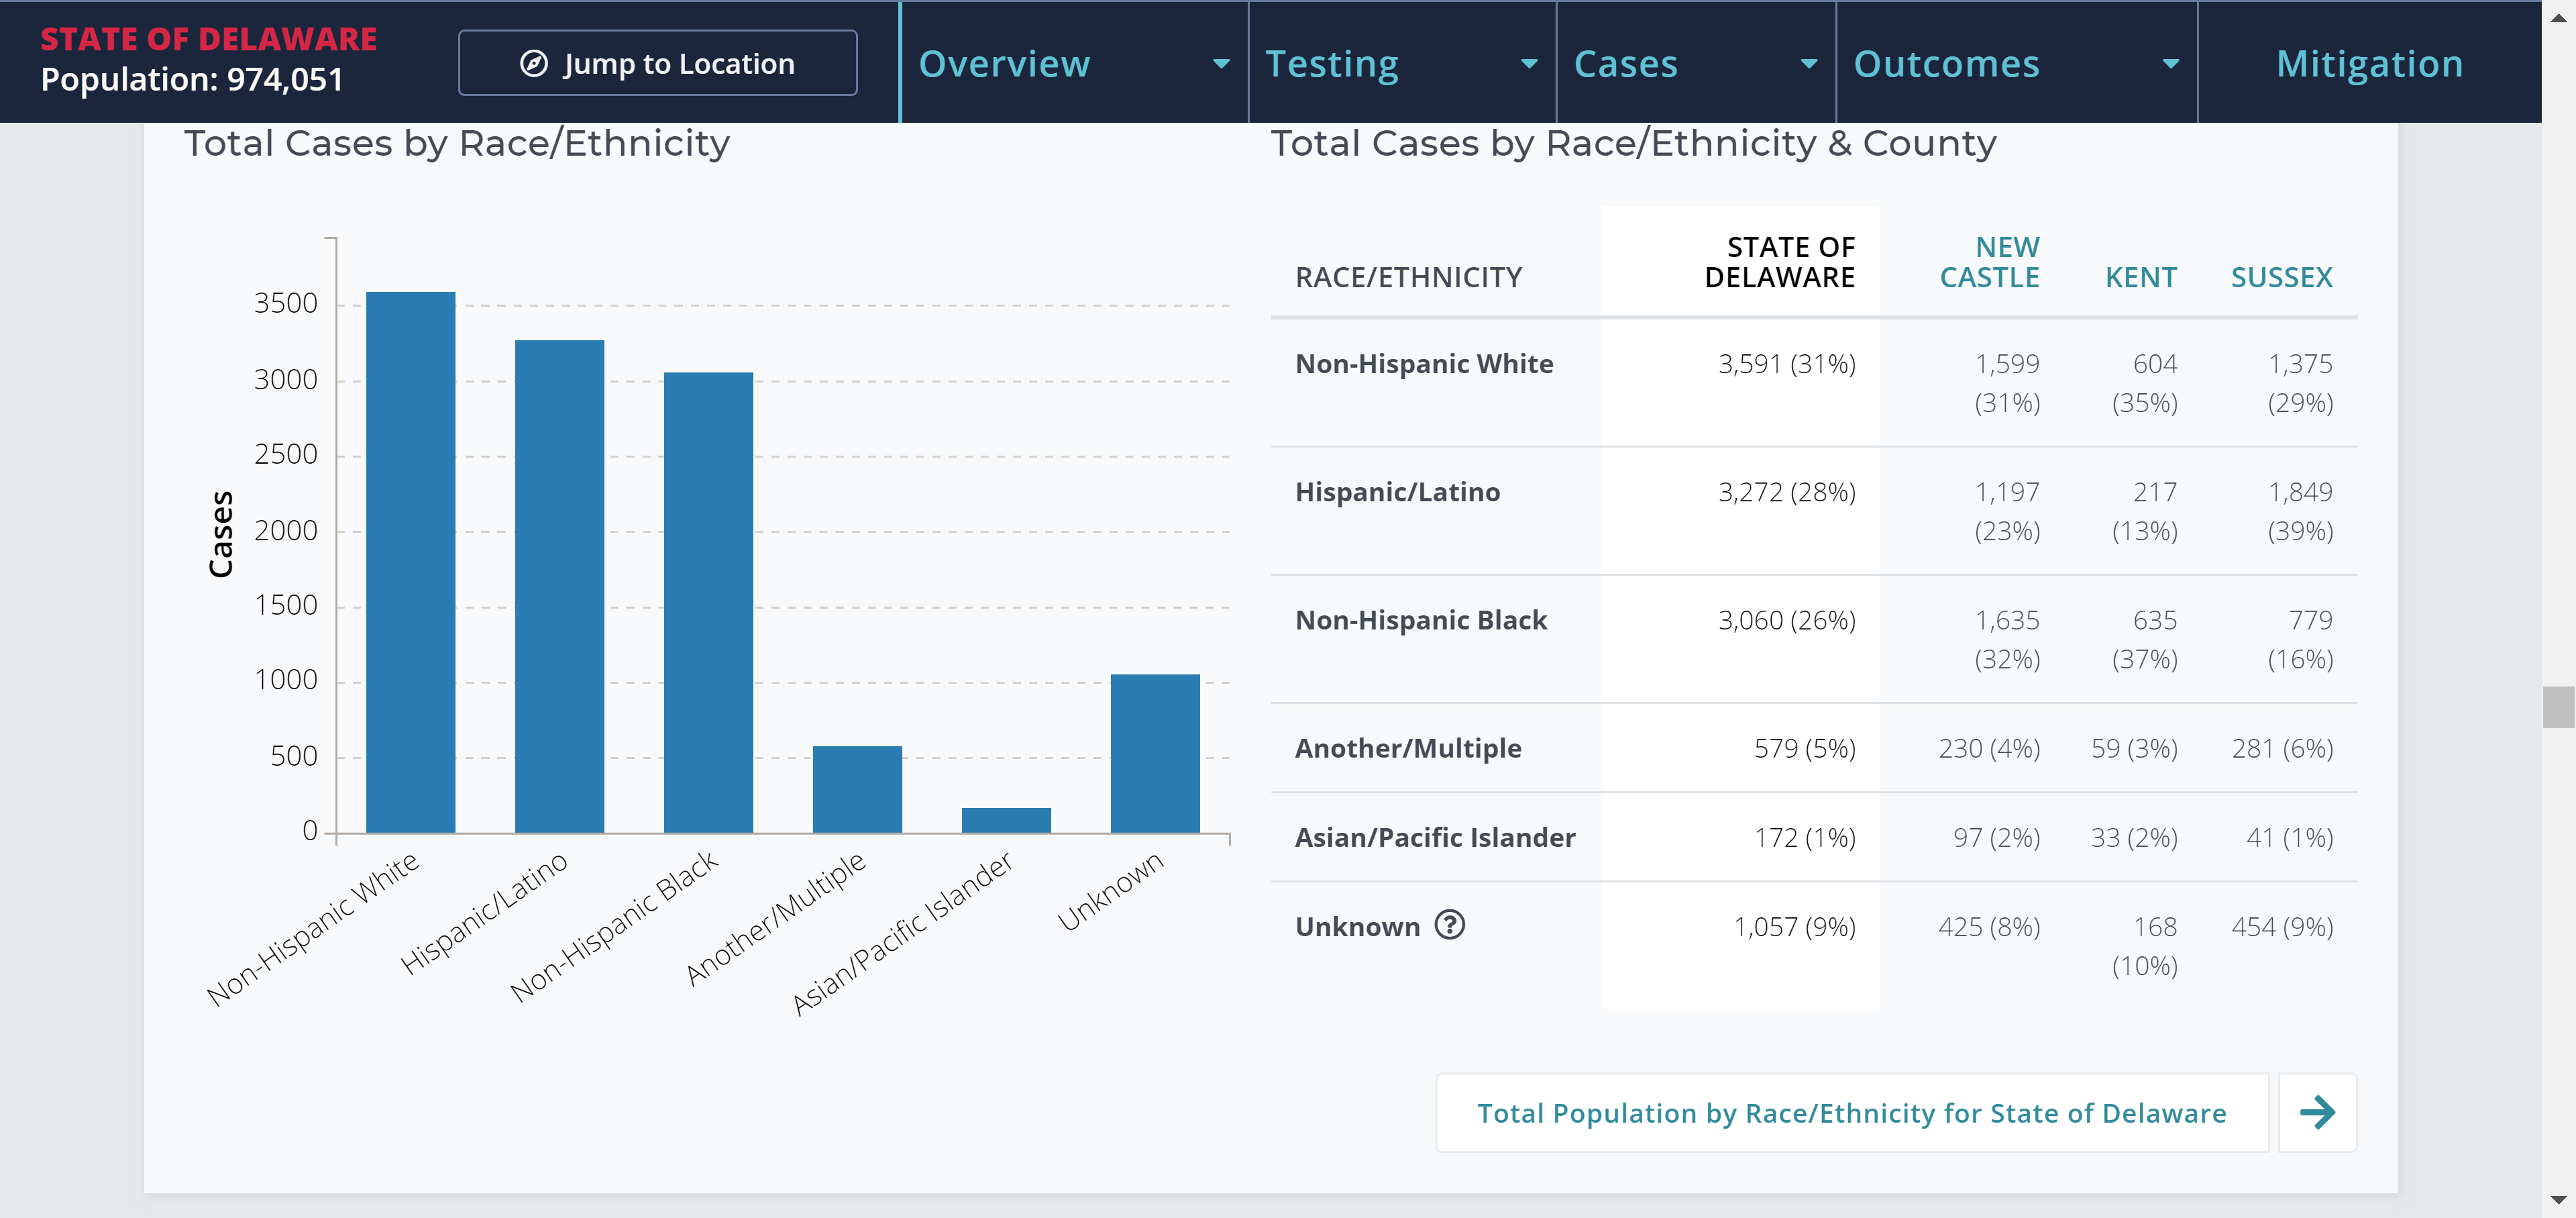 STATE OF DELAWARE
Population: 974,051
Jump to Location
Overview
Testing
Cases
Outcomes
Mitigation
Total Cases by Race/Ethnicity
Cases
3500
3000
2500
2000
1500
1000
500
0
Non-Hispanic White
Hispanic/Latino
Non-Hispanic Black
Another/Multiple
Asian/Pacific Islander
Unknown
Total Cases by Race/Ethnicity & County
RACE/ETHNICITY
STATE OF
DELAWARE
NEW
CASTLE
KENT
SUSSEX
Non-Hispanic White 3,591 (31%) 1,599 604 1,375
(31%) (35%) (29%)
Hispanic/Latino 3,272 (28%) 1,197 217 1,849
(23%) (13%) (39%)
Non-Hispanic Black 3,060 (26%) 1,635 635 779
(32%) (37%) (16%)
Another/Multiple 579 (5%) 230 (4%) 59 (3%) 281 (6%)
Asian/Pacific Islander 172 (1%) 97 (2%) 33 (2%) 41 (1%)
Unknown ? 1,057 (9%) 425 (8%) 168 454 (9%)
(10%)
Total Population by Race/Ethnicity for State of Delaware